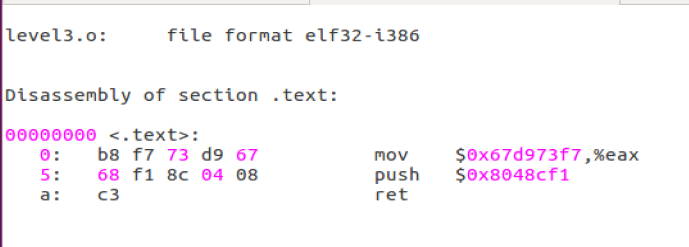 level3.o:     file format elf32-i386
Disassembly of section .text:
00000000 <.text>:
   0:   b8 f7 73 d9 67          mov    $0x67d973f7,%eax
   5:   68 f1 8c 04 08          push   $0x8048cf1
   a:   c3                      ret